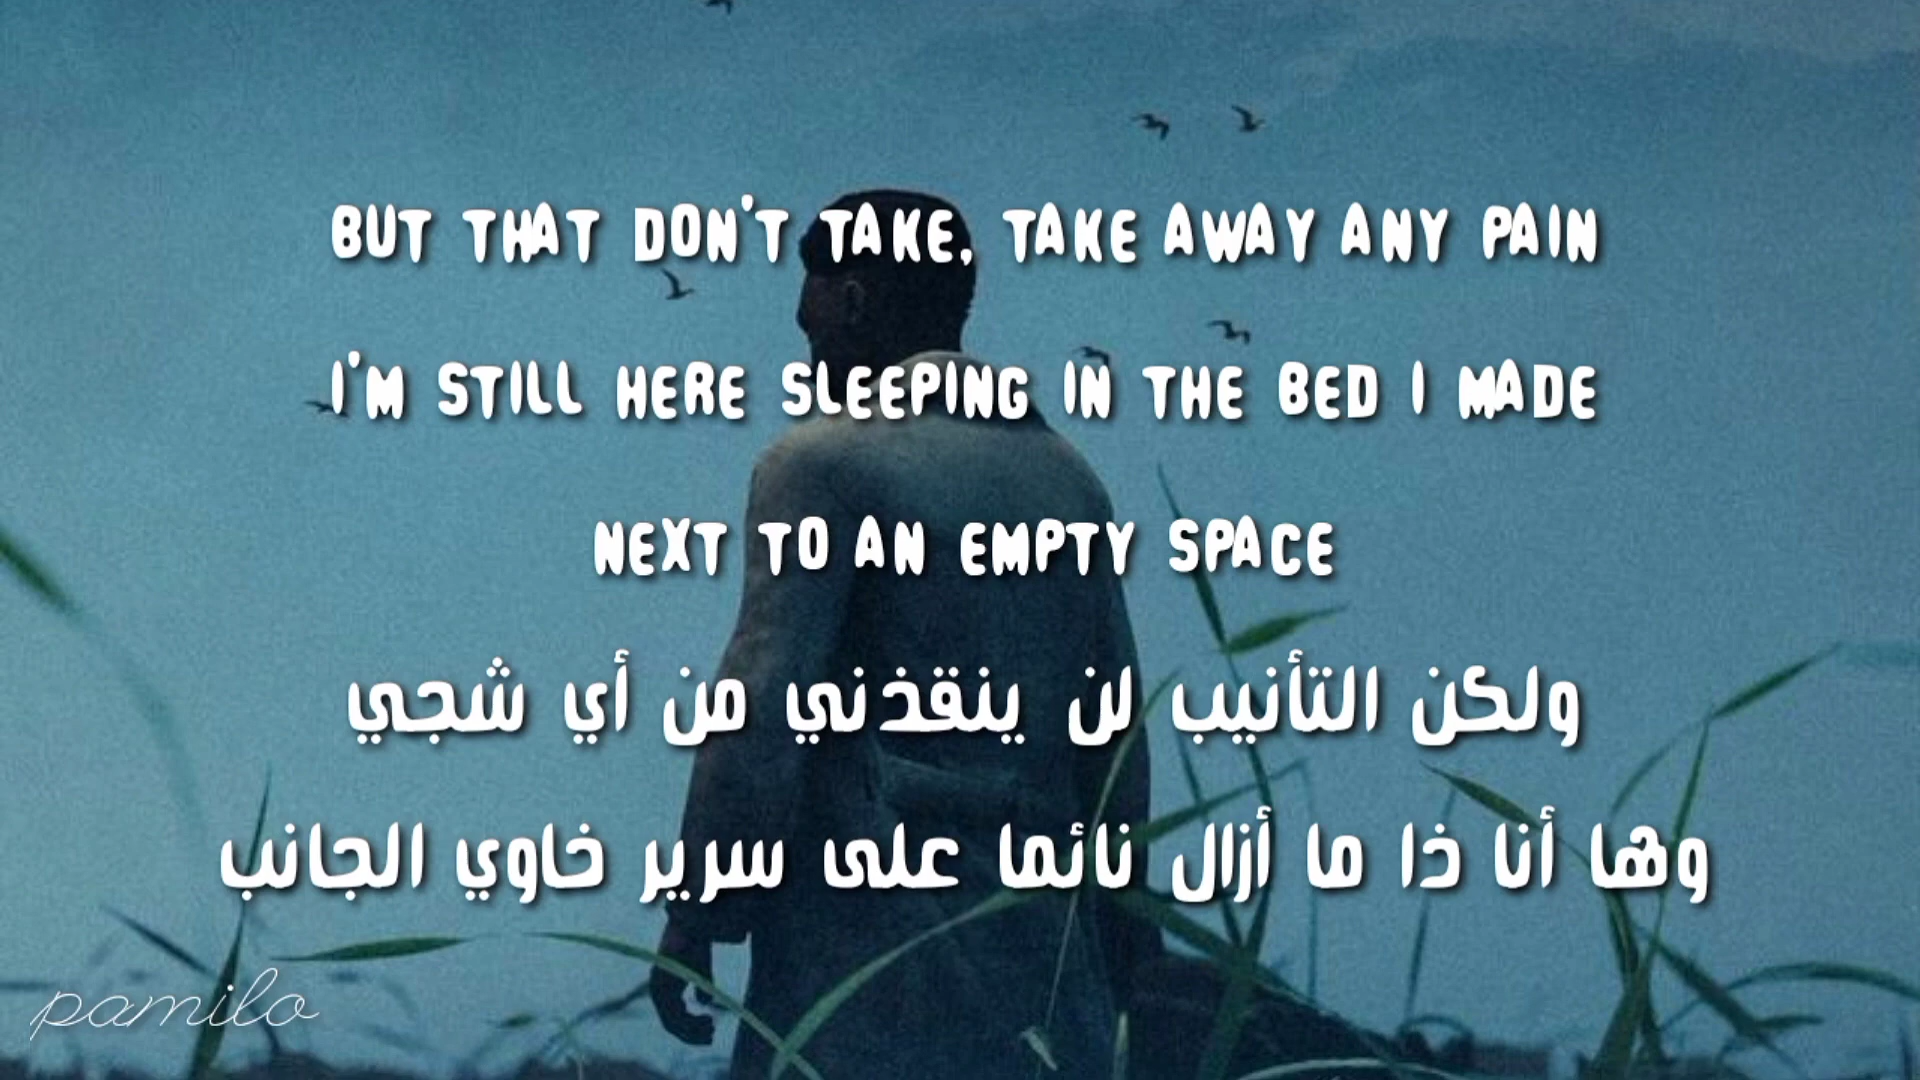 BUT THAT DON'T TAKE, TAKE AWAY ANY PAIN
I'M STILL HERE SLEEPING IN THE BED I MADE
NEXT TO AN EMPTY SPACE
ولكن التأنيب لن ينقذني من أي شجي
وها أنا ذا ما أزال نائما على سرير خاوي الجانب
pamilo